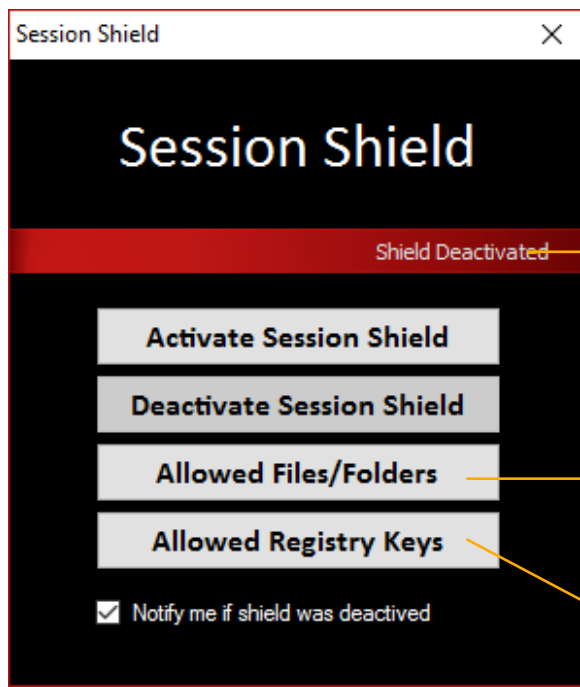 Session Shield
Session Shield
Shield Deactivated
Activate Session Shield
Deactivate Session Shield
Allowed Files/Folders
Allowed Registry Keys
Notify me if shield was deactived